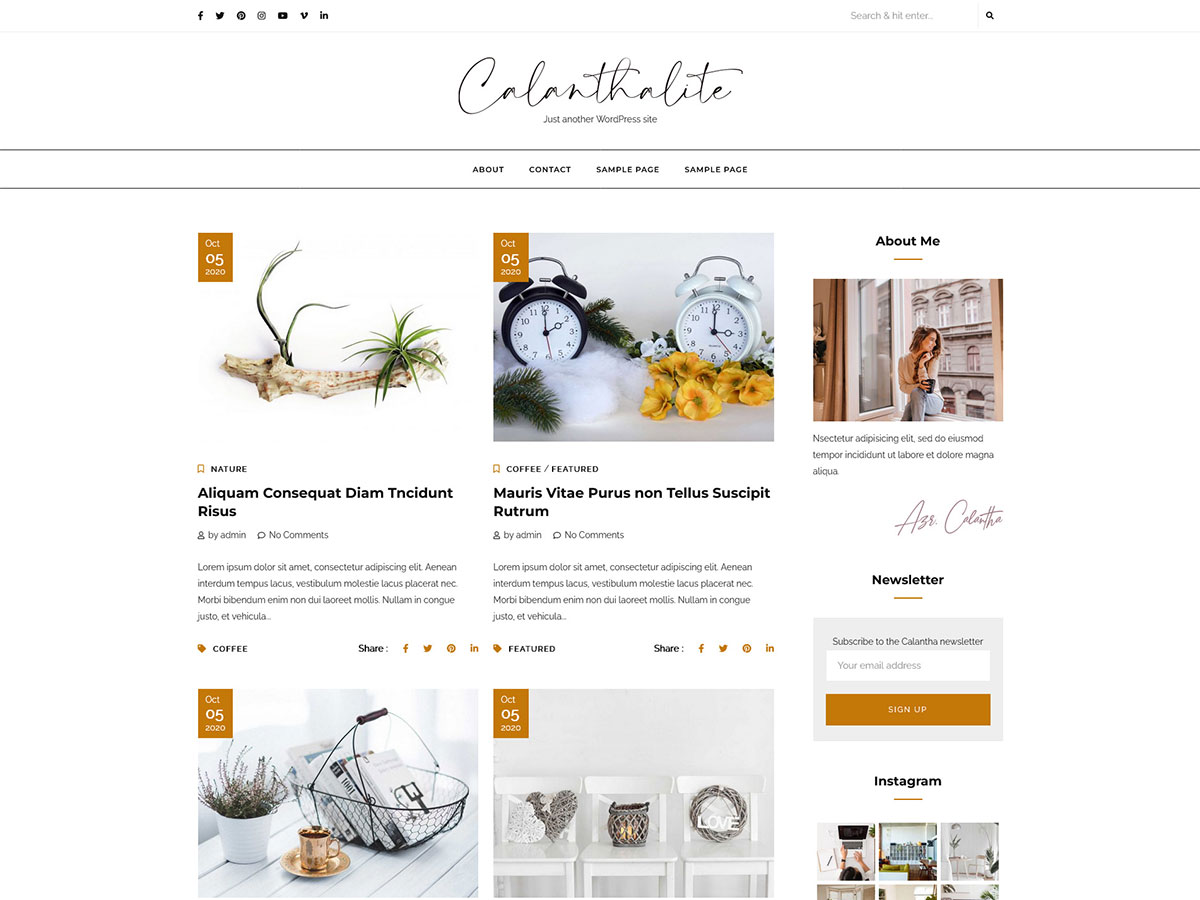 Search & hit enter...
Calanthalite
Just another WordPress site
ABOUT CONTACT SAMPLE PAGE SAMPLE PAGE
Oct
05
2020
NATURE
Aliquam Consequat Diam Tncidunt
Risus
by admin No Comments
Lorem ipsum dolor sit amet, consectetur adipiscing elit. Aenean
interdum tempus lacus, vestibulum molestie lacus placerat nec.
Morbi bibendum enim non dui laoreet mollis. Nullam in congue
justo, et vehicula...
COFFEE Share :
Oct
05
2020
COFFEE / FEATURED
Mauris Vitae Purus non Tellus Suscipit
Rutrum
by admin No Comments
Lorem ipsum dolor sit amet, consectetur adipiscing elit. Aenean
interdum tempus lacus, vestibulum molestie lacus placerat nec.
Morbi bibendum enim non dui laoreet mollis. Nullam in congue
justo, et vehicula...
FEATURED Share :
Oct
05
2020
Oct
05
2020
LOVE
About Me
Nsectetur adipisicing elit, sed do eiusmod
tempor incididunt ut labore et dolore magna
aliqua.
Azr. Calantha
Newsletter
Subscribe to the Calantha newsletter
Your email address
SIGN UP
Instagram